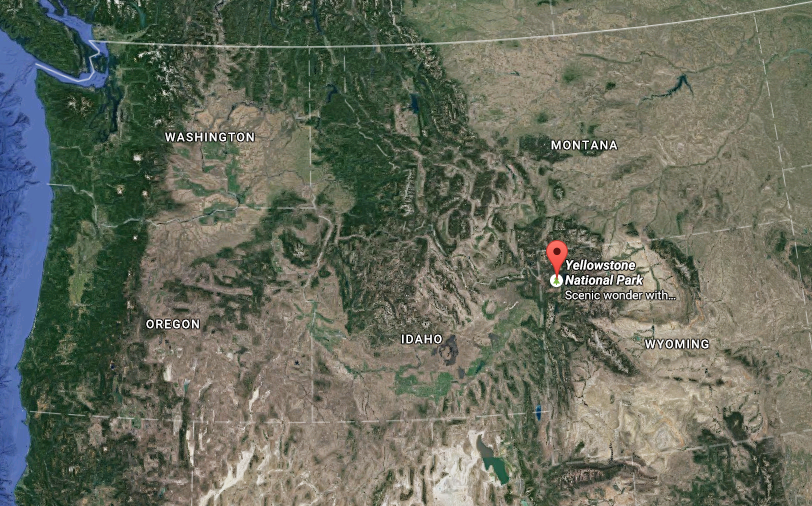 WASHINGTON
MONTANA
Yellowstone
National Park
Scenic wonder with...
OREGON
IDAHO
WYOMING